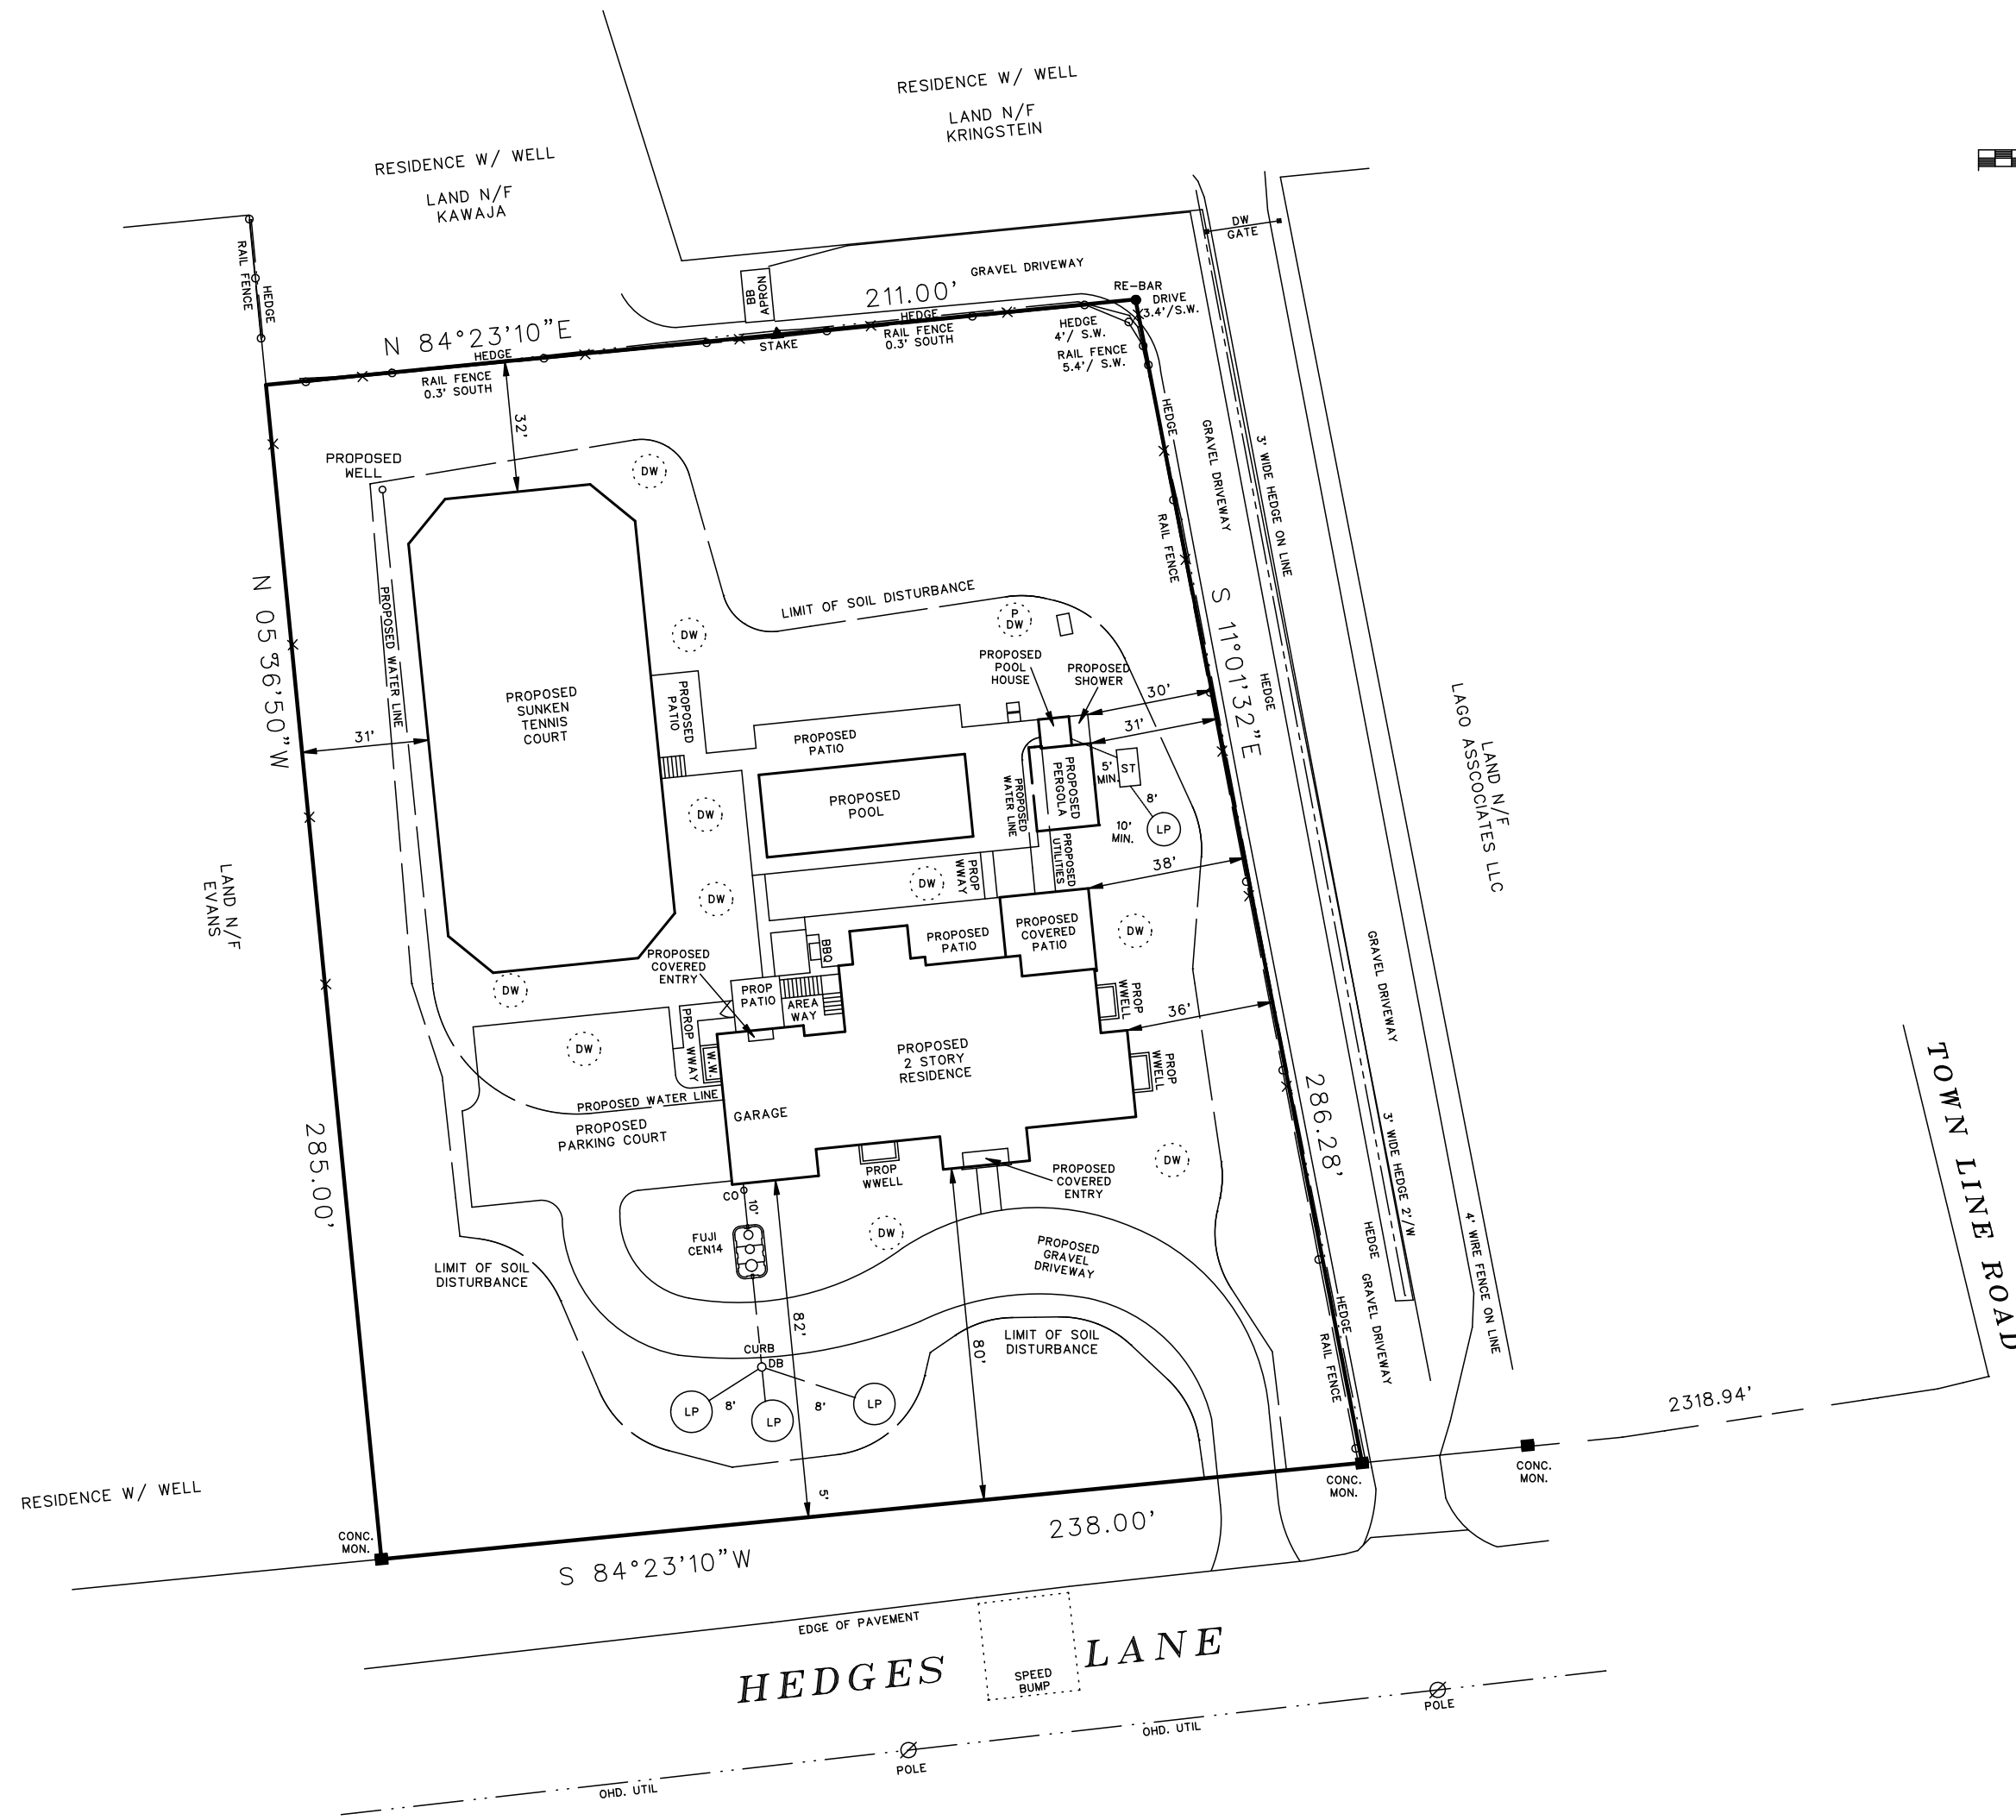 RESIDENCE W/ WELL
LAND N/F
KRINGSTEIN
RESIDENCE W/ WELL
LAND N/F
KAWAJA
DW
GATE
RAIL FENCE
HEDGE
BB
APRON
GRAVEL DRIVEWAY
211.00'
RE-BAR
DRIVE
3.4'/S.W.
N 84°23'10"E
HEDGE
RAIL FENCE
0.3' SOUTH
STAKE
HEDGE
RAIL FENCE
0.3' SOUTH
HEDGE
4'/ S.W.
RAIL FENCE
5.4'/ S.W.
32'
PROPOSED
WELL
DW
HEDGE
RAIL FENCE
GRAVEL DRIVEWAY
3' WIDE HEDGE ON LINE
N 05°36'50"W
PROPOSED WATER LINE
LIMIT OF SOIL DISTURBANCE
P
DW
DW
S 11°01'32"E
HEDGE
PROPOSED
POOL
HOUSE
PROPOSED
SHOWER
30'
31'
PROPOSED
SUNKEN
TENNIS
COURT
31'
PROPOSED
PATIO
PROPOSED
PATIO
PROPOSED
POOL
PROPOSED
WATER LINE
PROPOSED
PERGOLA
5'
MIN.
ST
8'
LP
10'
MIN.
DW
LAND N/F
LAGO ASSCOCIATES LLC
LAND N/F
EVANS
PROP
WWAY
PROPOSED
UTILITIES
38'
DW
DW
PROPOSED
COVERED
PATIO
PROPOSED
PATIO
DW
BBQ
PROPOSED
COVERED
ENTRY
DW
PROP
PATIO
AREA
WAY
PROP
WWELL
36'
GRAVEL DRIVEWAY
PROP WWAY
W.W.
DW
PROPOSED
2 STORY
RESIDENCE
PROP
WWELL
PROPOSED WATER LINE
GARAGE
PROPOSED
PARKING COURT
285.00'
286.28'
3' WIDE HEDGE 2'/W
TOWN LINE ROAD
PROP
WWELL
PROPOSED
COVERED
ENTRY
DW
CO
10'
FUJI
CEN14
DW
PROPOSED
GRAVEL
DRIVEWAY
HEDGE
GRAVEL DRIVEWAY
4' WIRE FENCE ON LINE
LIMIT OF SOIL
DISTURBANCE
82'
80'
LIMIT OF SOIL
DISTURBANCE
HEDGE
RAIL FENCE
CURB
DB
LP
8'
LP
8'
LP
2318.94'
5'
CONC.
MON.
CONC.
MON.
RESIDENCE W/ WELL
CONC.
MON.
238.00'
S 84°23'10"W
EDGE OF PAVEMENT
HEDGES LANE
SPEED
BUMP
POLE
OHD. UTIL
POLE
OHD. UTIL